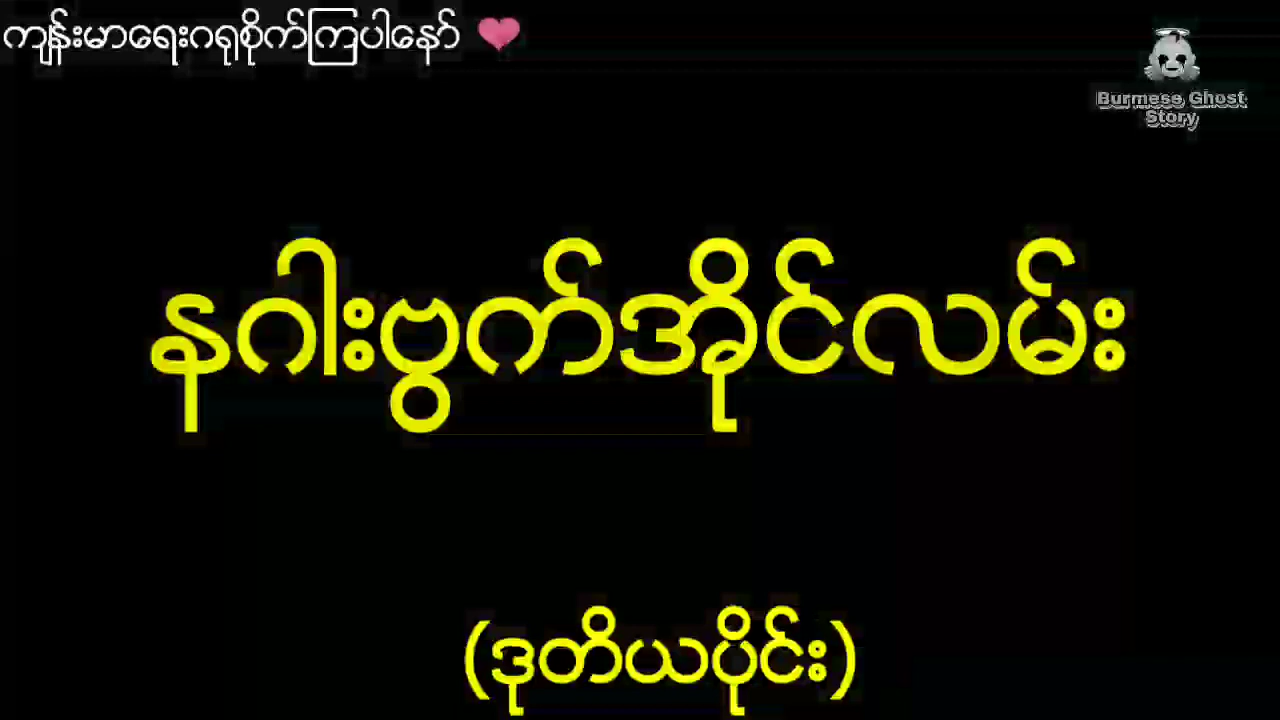 ကျန်းမာရေးဂရုစိုက်ကြပါနော် ❤
Burmese Ghost
Story
နဂါးဗွက်အိုင်လမ်း
(ဒုတိယပိုင်း)